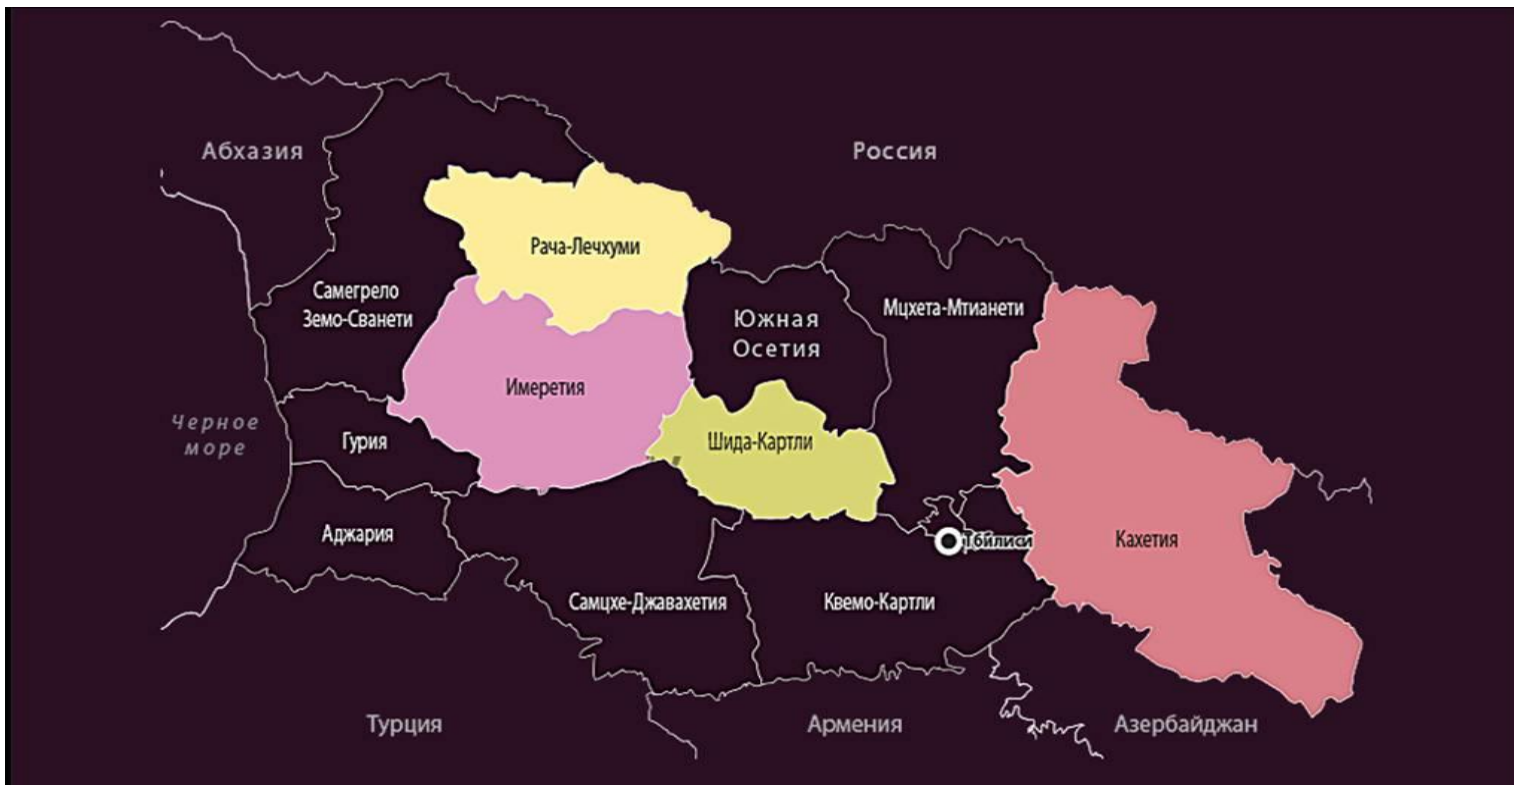 Абхазия
Россия
Рача-Лечхуми
Самегрело
Земо-Сванети
Мцхета-Мтианети
Южная
Осетия
Имеретия
Черное
море
Гурия
Шида-Картли
Аджария
Тбилиси
Кахетия
Самцхе-Джавахетия
Квемо-Картли
Турция
Армения
Азербайджан